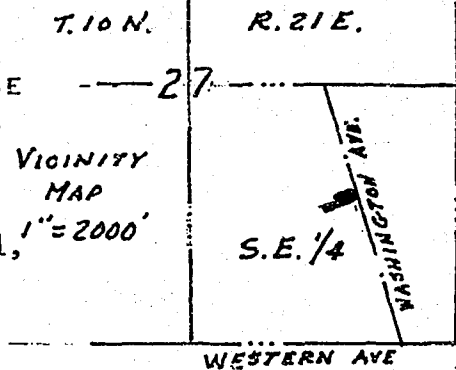 T. 10 N. R. 21 E.
E
27
VICINITY
MAP
1" = 2000'
,
S.E. 1/4
WASHINGTON AVE.
WESTERN AVE